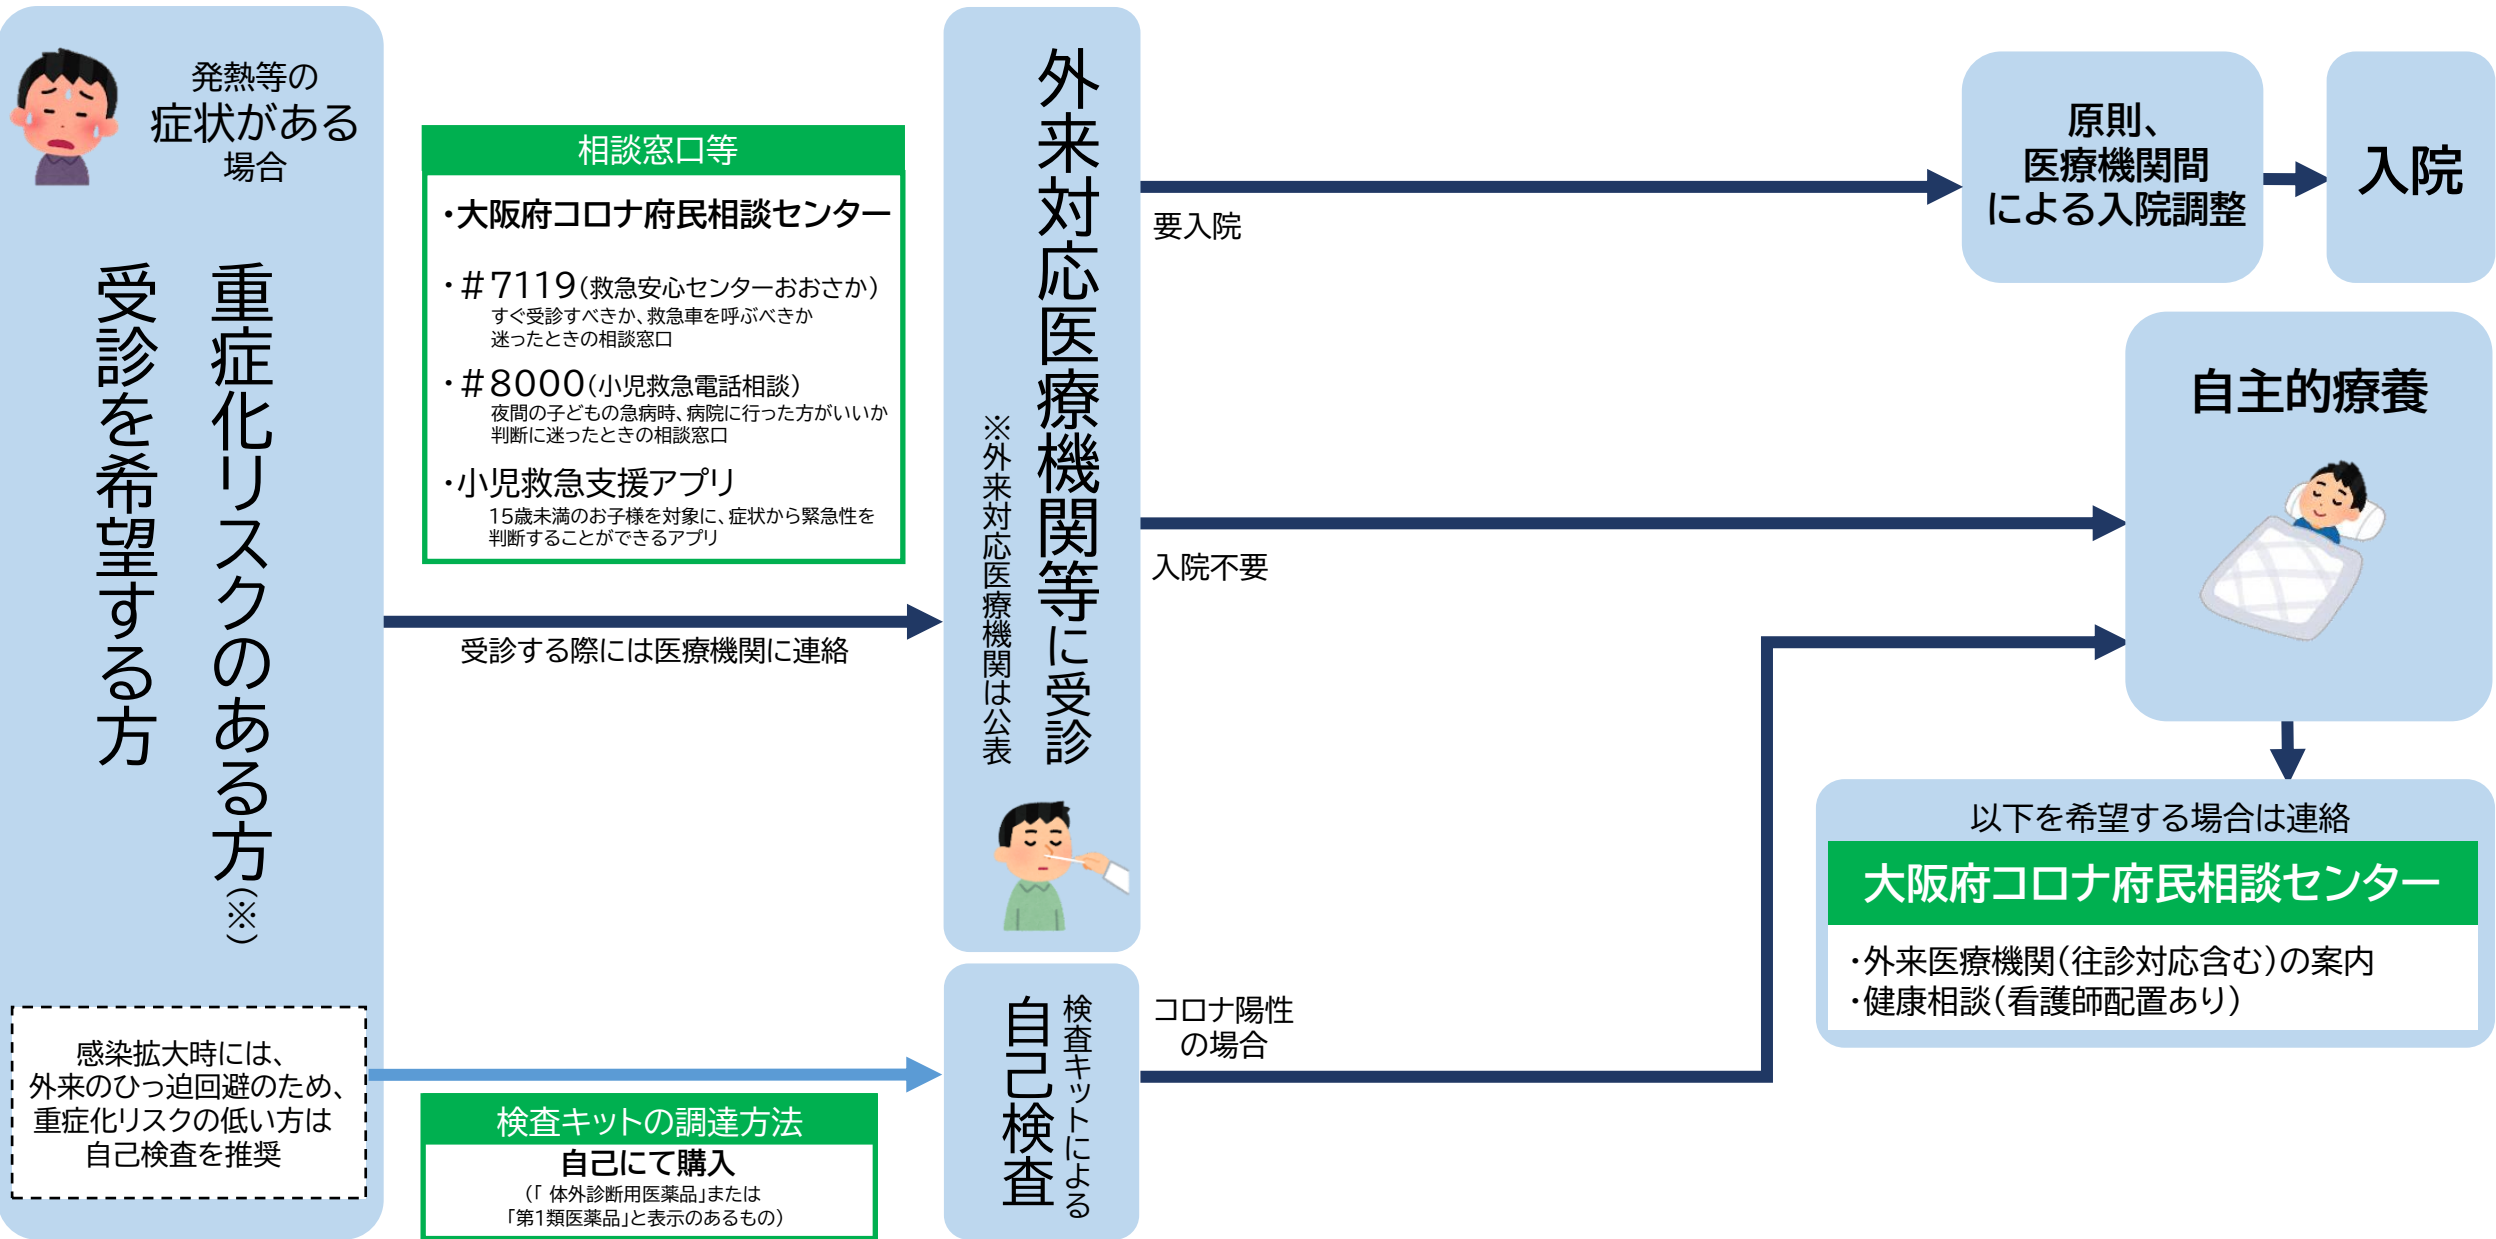 発熱等の
症状がある
場合
重症化リスクのある方(※)
受診を希望する方
感染拡大時には、
外来のひっ迫回避のため、
重症化リスクの低い方は
自己検査を推奨
相談窓口等
・大阪府コロナ府民相談センター
・#7119(救急安心センターおおさか)
すぐ受診すべきか、救急車を呼ぶべきか
迷ったときの相談窓口
・#8000(小児救急電話相談)
夜間の子どもの急病時、病院に行った方がいいか
判断に迷ったときの相談窓口
・小児救急支援アプリ
15歳未満のお子様を対象に、症状から緊急性を
判断することができるアプリ
受診する際には医療機関に連絡
検査キットの調達方法
自己にて購入
(「 体外診断用医薬品」または
「第1類医薬品」と表示のあるもの)
外来対応医療機関等に受診
※外来対応医療機関は公表
検査キットによる
自己検査
要入院
入院不要
コロナ陽性
の場合
原則、
医療機関間
による入院調整
入院
自主的療養
以下を希望する場合は連絡
大阪府コロナ府民相談センター
・外来医療機関(往診対応含む)の案内
・健康相談(看護師配置あり)